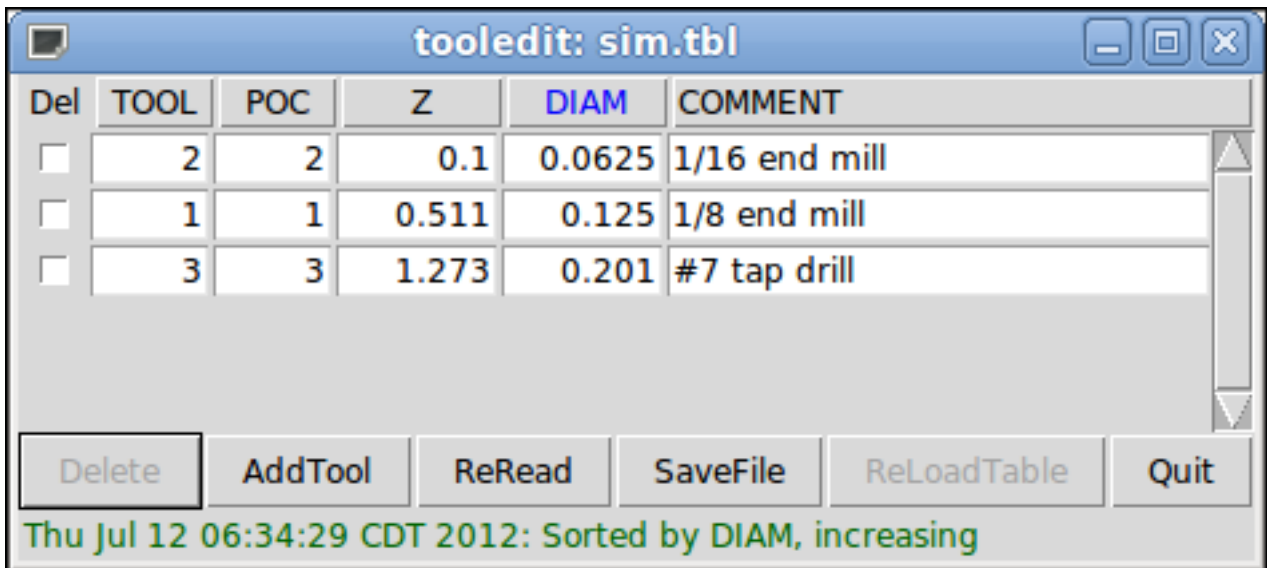 tooledit: sim.tbl
Del TOOL POC Z DIAM COMMENT
2 2 0.1 0.0625 1/16 end mill
1 1 0.511 0.125 1/8 end mill
3 3 1.273 0.201 #7 tap drill
Delete AddTool ReRead SaveFile ReLoadTable Quit
Thu Jul 12 06:34:29 CDT 2012: Sorted by DIAM, increasing